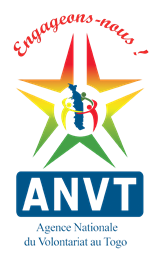 Engageons-nous !
ANVT
Agence Nationale
du Volontariat au Togo